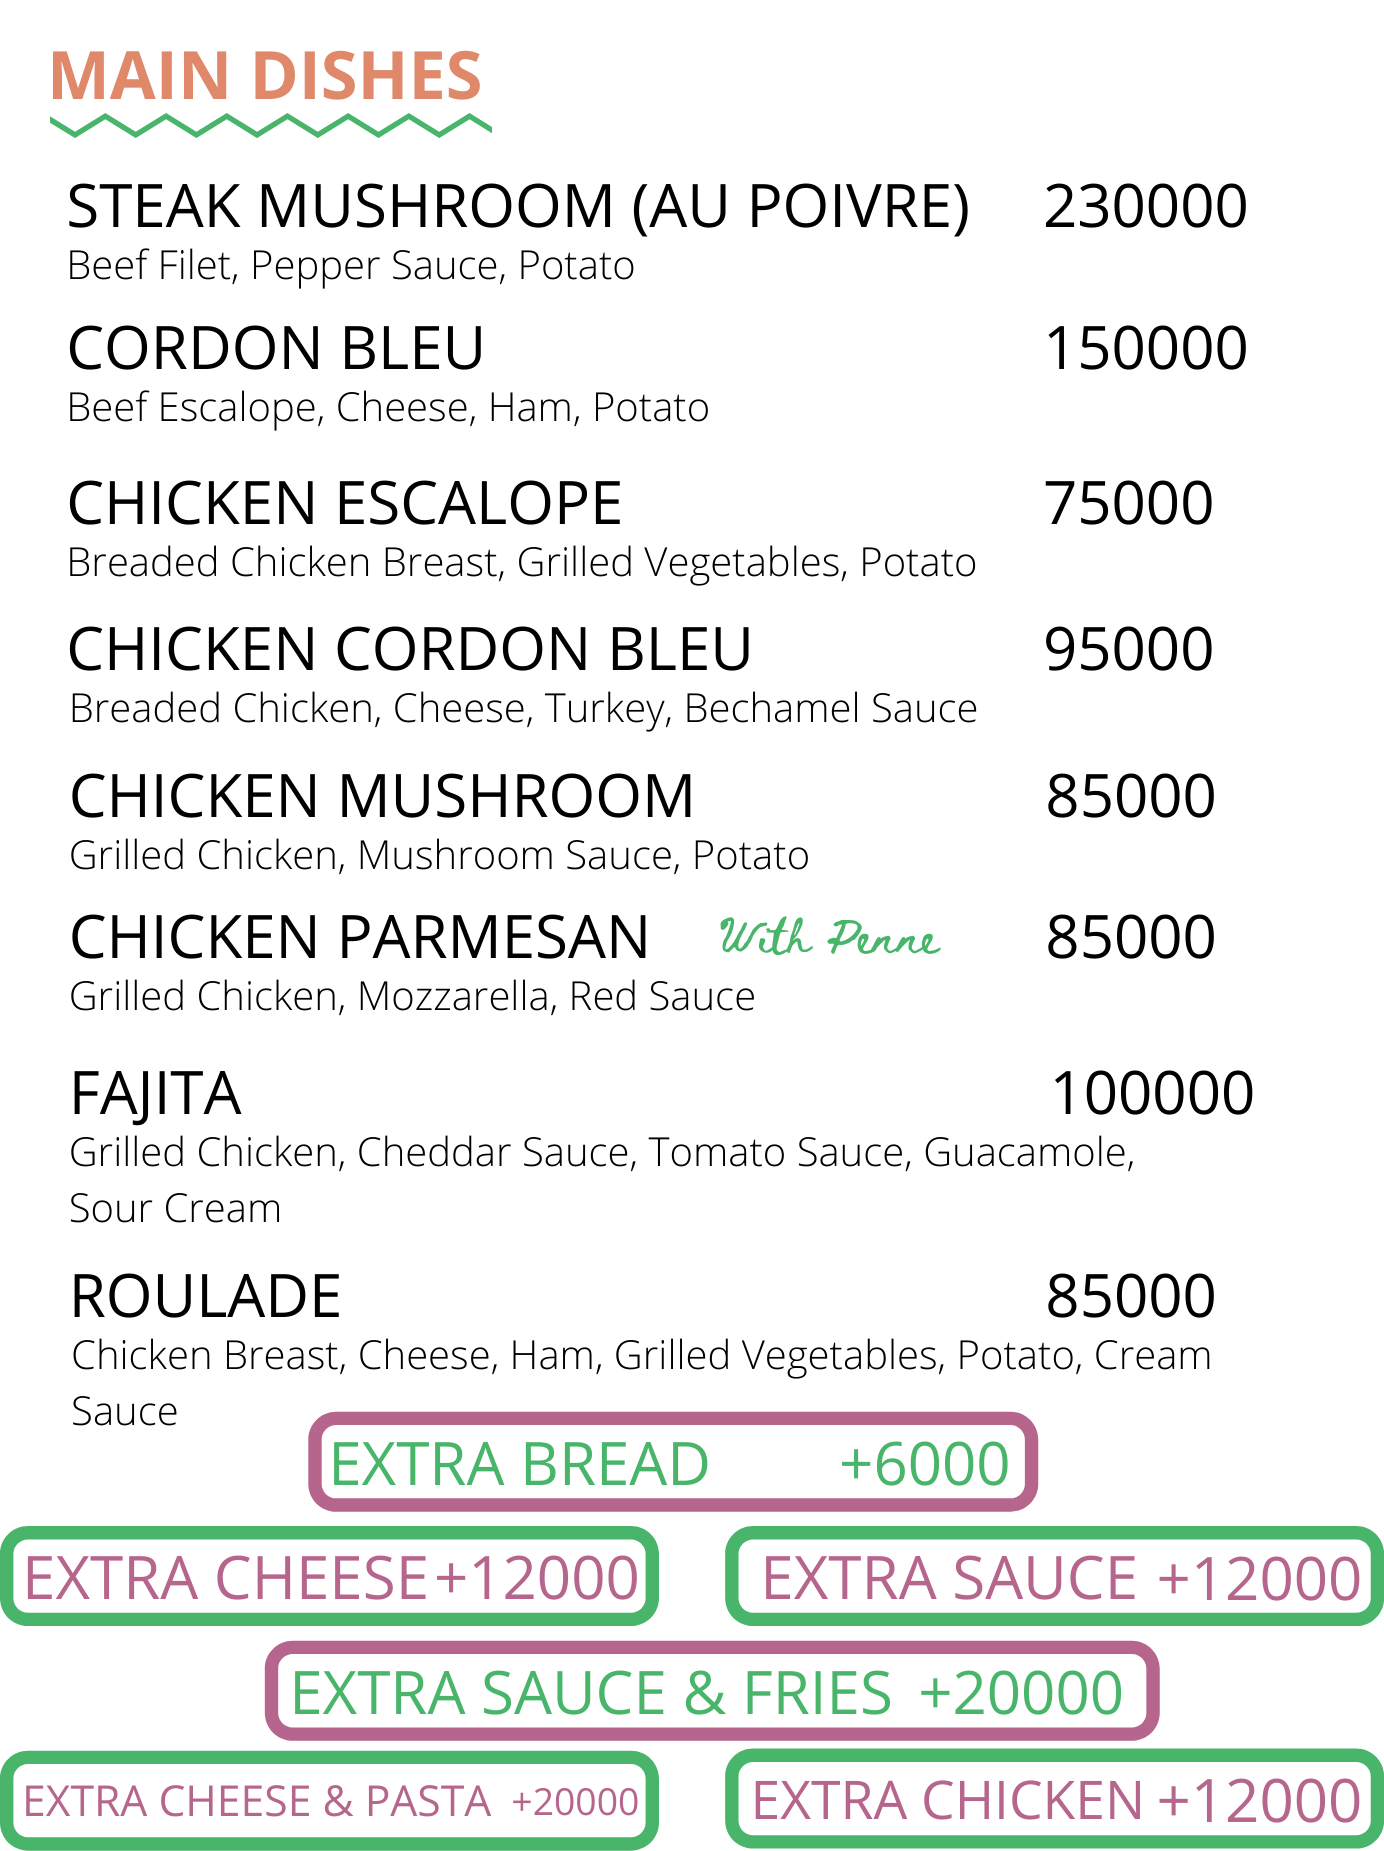 MAIN DISHES
STEAK MUSHROOM (AU POIVRE) 230000
Beef Filet, Pepper Sauce, Potato
CORDON BLEU 150000
Beef Escalope, Cheese, Ham, Potato
CHICKEN ESCALOPE 75000
Breaded Chicken Breast, Grilled Vegetables, Potato
CHICKEN CORDON BLEU 95000
Breaded Chicken, Cheese, Turkey, Bechamel Sauce
CHICKEN MUSHROOM 85000
Grilled Chicken, Mushroom Sauce, Potato
CHICKEN PARMESAN With Penne 85000
Grilled Chicken, Mozzarella, Red Sauce
FAJITA 100000
Grilled Chicken, Cheddar Sauce, Tomato Sauce, Guacamole,
Sour Cream
ROULADE 85000
Chicken Breast, Cheese, Ham, Grilled Vegetables, Potato, Cream
Sauce
EXTRA BREAD +6000
EXTRA CHEESE +12000
EXTRA SAUCE +12000
EXTRA SAUCE & FRIES +20000
EXTRA CHEESE & PASTA +20000
EXTRA CHICKEN +12000